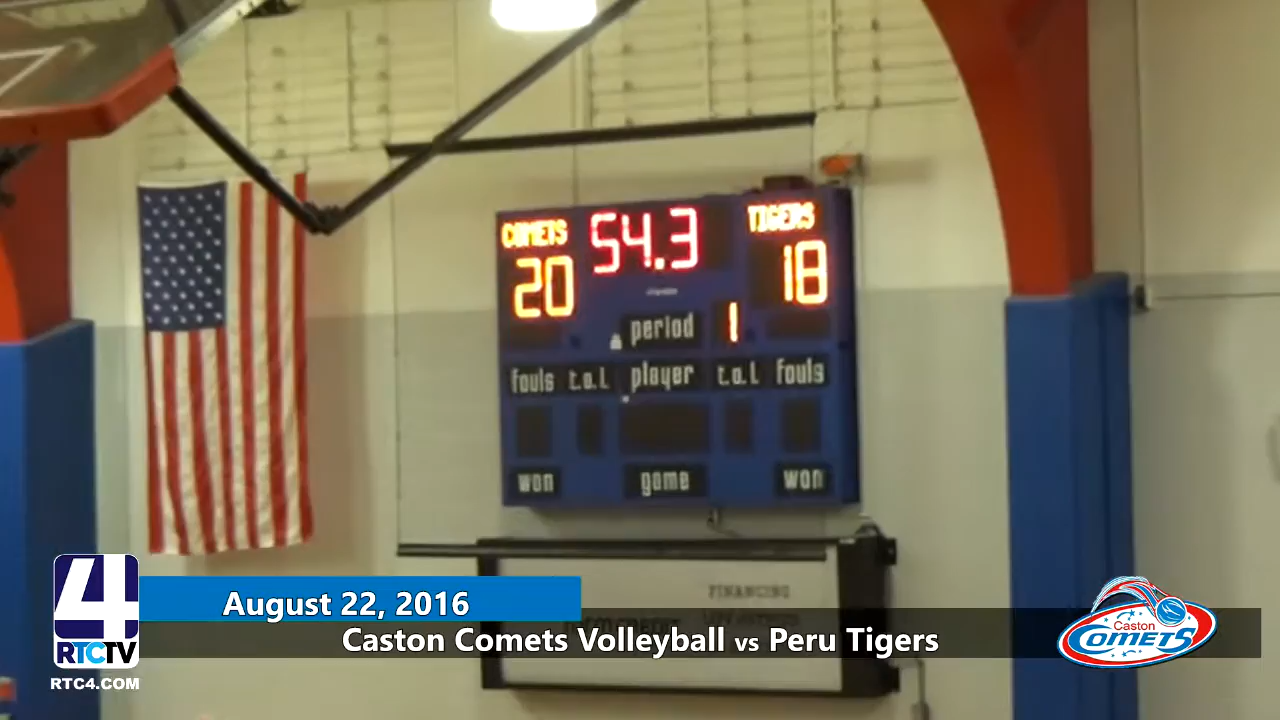 COMETS 54.3 TIGERS
20 18
period 1
fouls t.o.l player t.o.l fouls
won game won
FINANCING
4
August 22, 2016
Caston Comets Volleyball vs Peru Tigers
RTCTV
RTC4.COM
Caston
COMETS